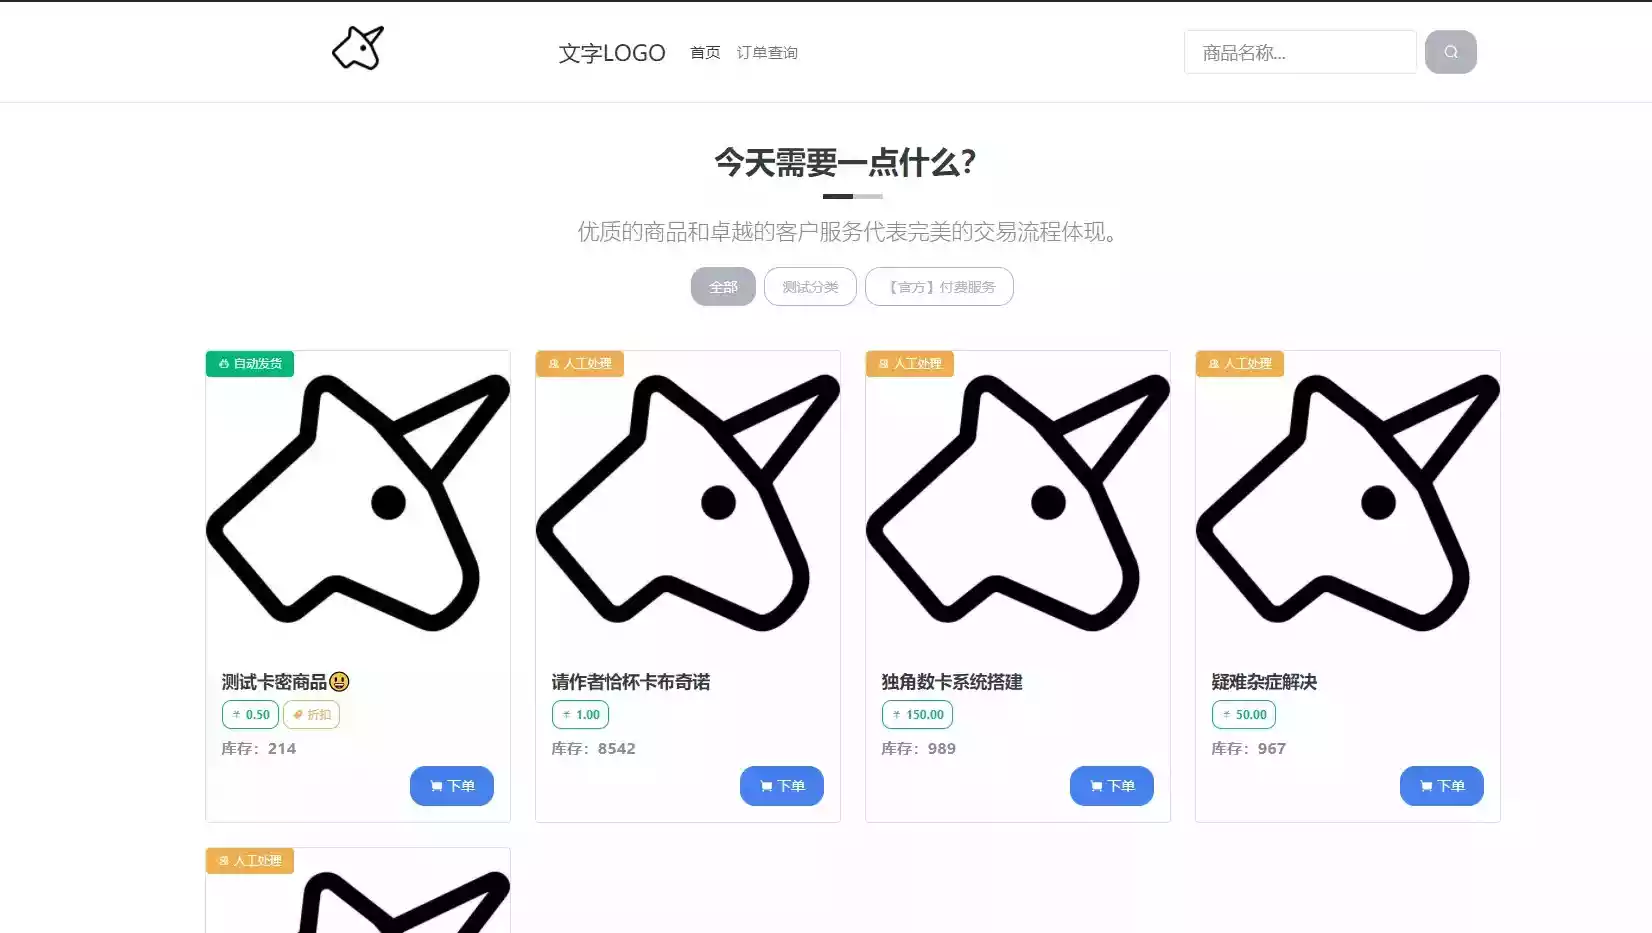 文字LOGO 首页 订单查询 商品名称...
今天需要一点什么？
优质的商品和卓越的客户服务代表完美的交易流程体现。
全部 测试分类 【官方】付费服务
自动发货
人工处理
人工处理
人工处理
测试卡密商品😃
0.50 折扣
库存：214
下单
请作者恰杯卡布奇诺
1.00
库存：8542
下单
独角数卡系统搭建
150.00
库存：989
下单
疑难杂症解决
50.00
库存：967
下单
人工处理